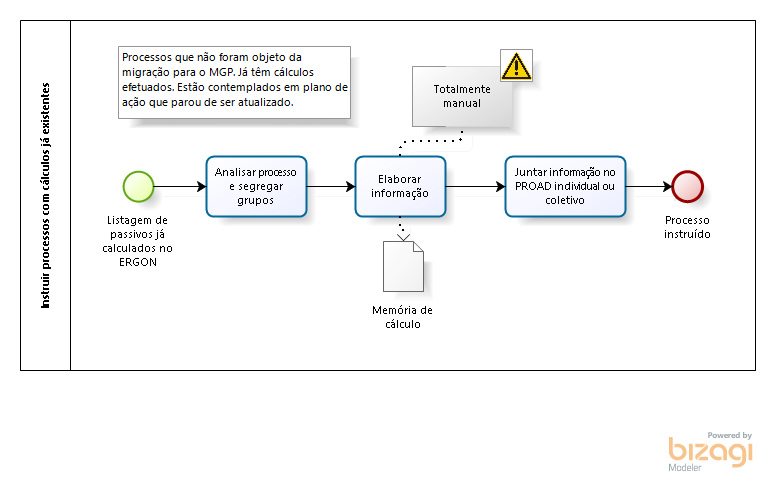 Instruir processos com cálculos já existentes
Processos que não foram objeto da
migração para o MGP. Já têm cálculos
efetuados. Estão contemplados em plano de
ação que parou de ser atualizado.
Totalmente
manual
Listagem de
passivos já
calculados no
ERGON
Analisar processo
e segregar
grupos
Elaborar
informação
Memória de
cálculo
Juntar informação no
PROAD individual ou
coletivo
Processo
instruído
Powered by
bizagi
Modeler